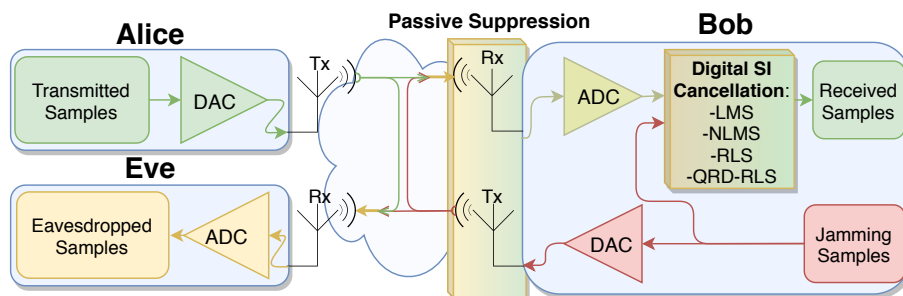 Passive Suppression
Alice
Bob
Tx
Rx
Transmitted
Samples
DAC
ADC
Digital SI
Cancellation:
-LMS
-NLMS
-RLS
-QRD-RLS
Received
Samples
Eve
Rx
Tx
Eavesdropped
Samples
ADC
DAC
Jamming
Samples